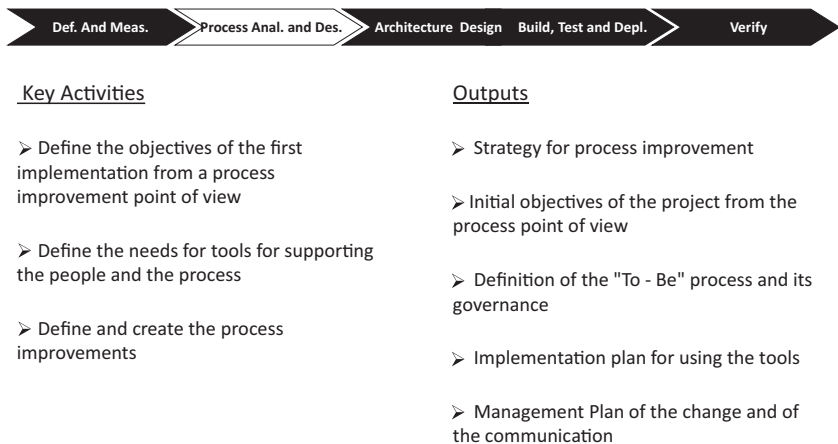 Def. And Meas. Process Anal. and Des. Architecture Design Build, Test and Depl. Verify
Key Activities
➢ Define the objectives of the first
implementation from a process
improvement point of view
➢ Define the needs for tools for supporting
the people and the process
➢ Define and create the process
improvements
Outputs
➢ Strategy for process improvement
➢ Initial objectives of the project from the
process point of view
➢ Definition of the "To - Be" process and its
governance
➢ Implementation plan for using the tools
➢ Management Plan of the change and of
the communication